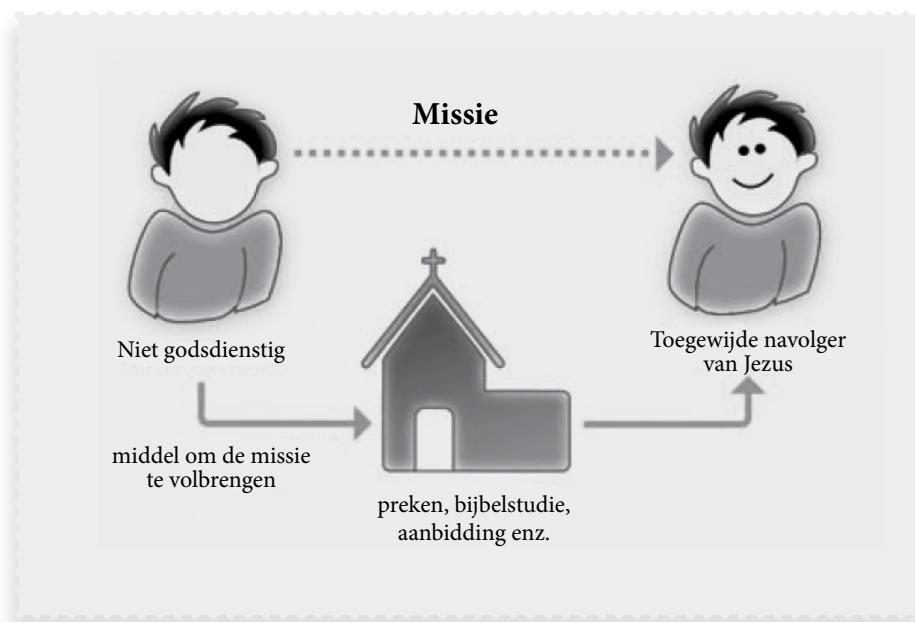 Missie
Niet godsdienstig
Toegewijde navolger
van Jezus
middel om de missie
te volbrengen
preken, bijbelstudie,
aanbidding enz.